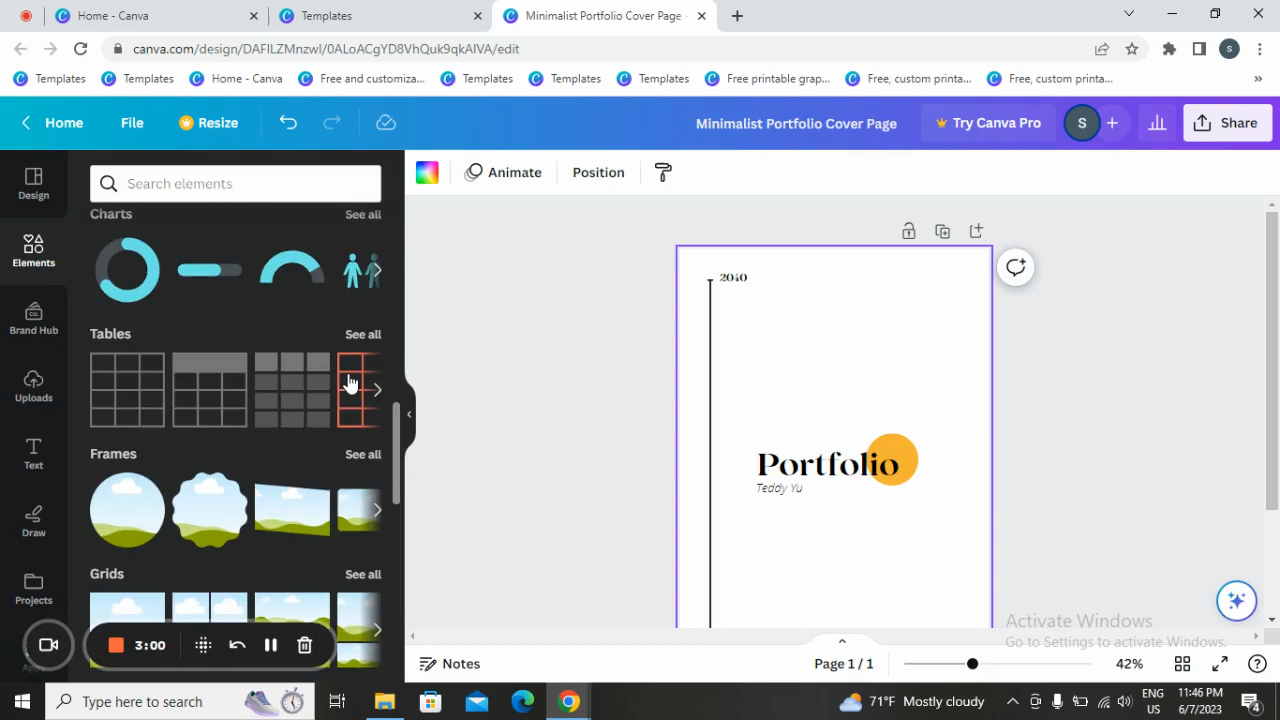 Home - Canva
Templates
Minimalist Portfolio Cover Page -
canva.com/design/DAFlLZMnzwI/0ALoACgYD8VhQuk9qkAlVA/edit
S
Templates
Templates
Home - Canva
Free and customiza...
Templates
Templates
Templates
Free printable grap...
Free, custom printa...
Free, custom printa...
Home
File
Resize
Minimalist Portfolio Cover Page
S
Try Canva Pro
Share
Design
Elements
Brand Hub
CO.
Uploads
Text
Draw
Projects
Search elements
Charts
See all
Tables
See all
Frames
See all
Grids
See all
Animate
Position
2040
Portfolio
Teddy Yu
Activate Windows
Go to Settings to activate Windows.
3:00
Notes
Page 1 / 1
42%
Type here to search
71°F Mostly cloudy
ENG
US
11:46 PM
6/7/2023
4